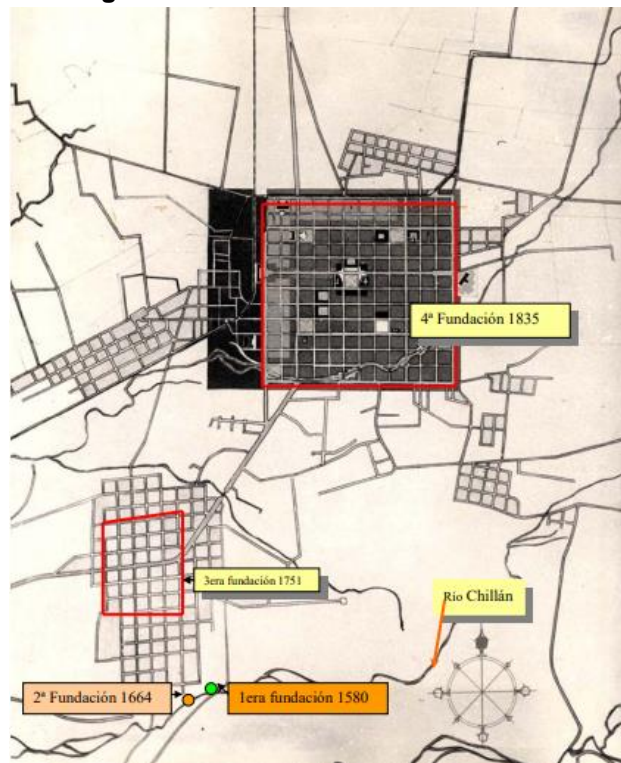 4ª Fundación 1835
3era fundación 1751
Río Chillán
2ª Fundación 1664
1era fundación 1580